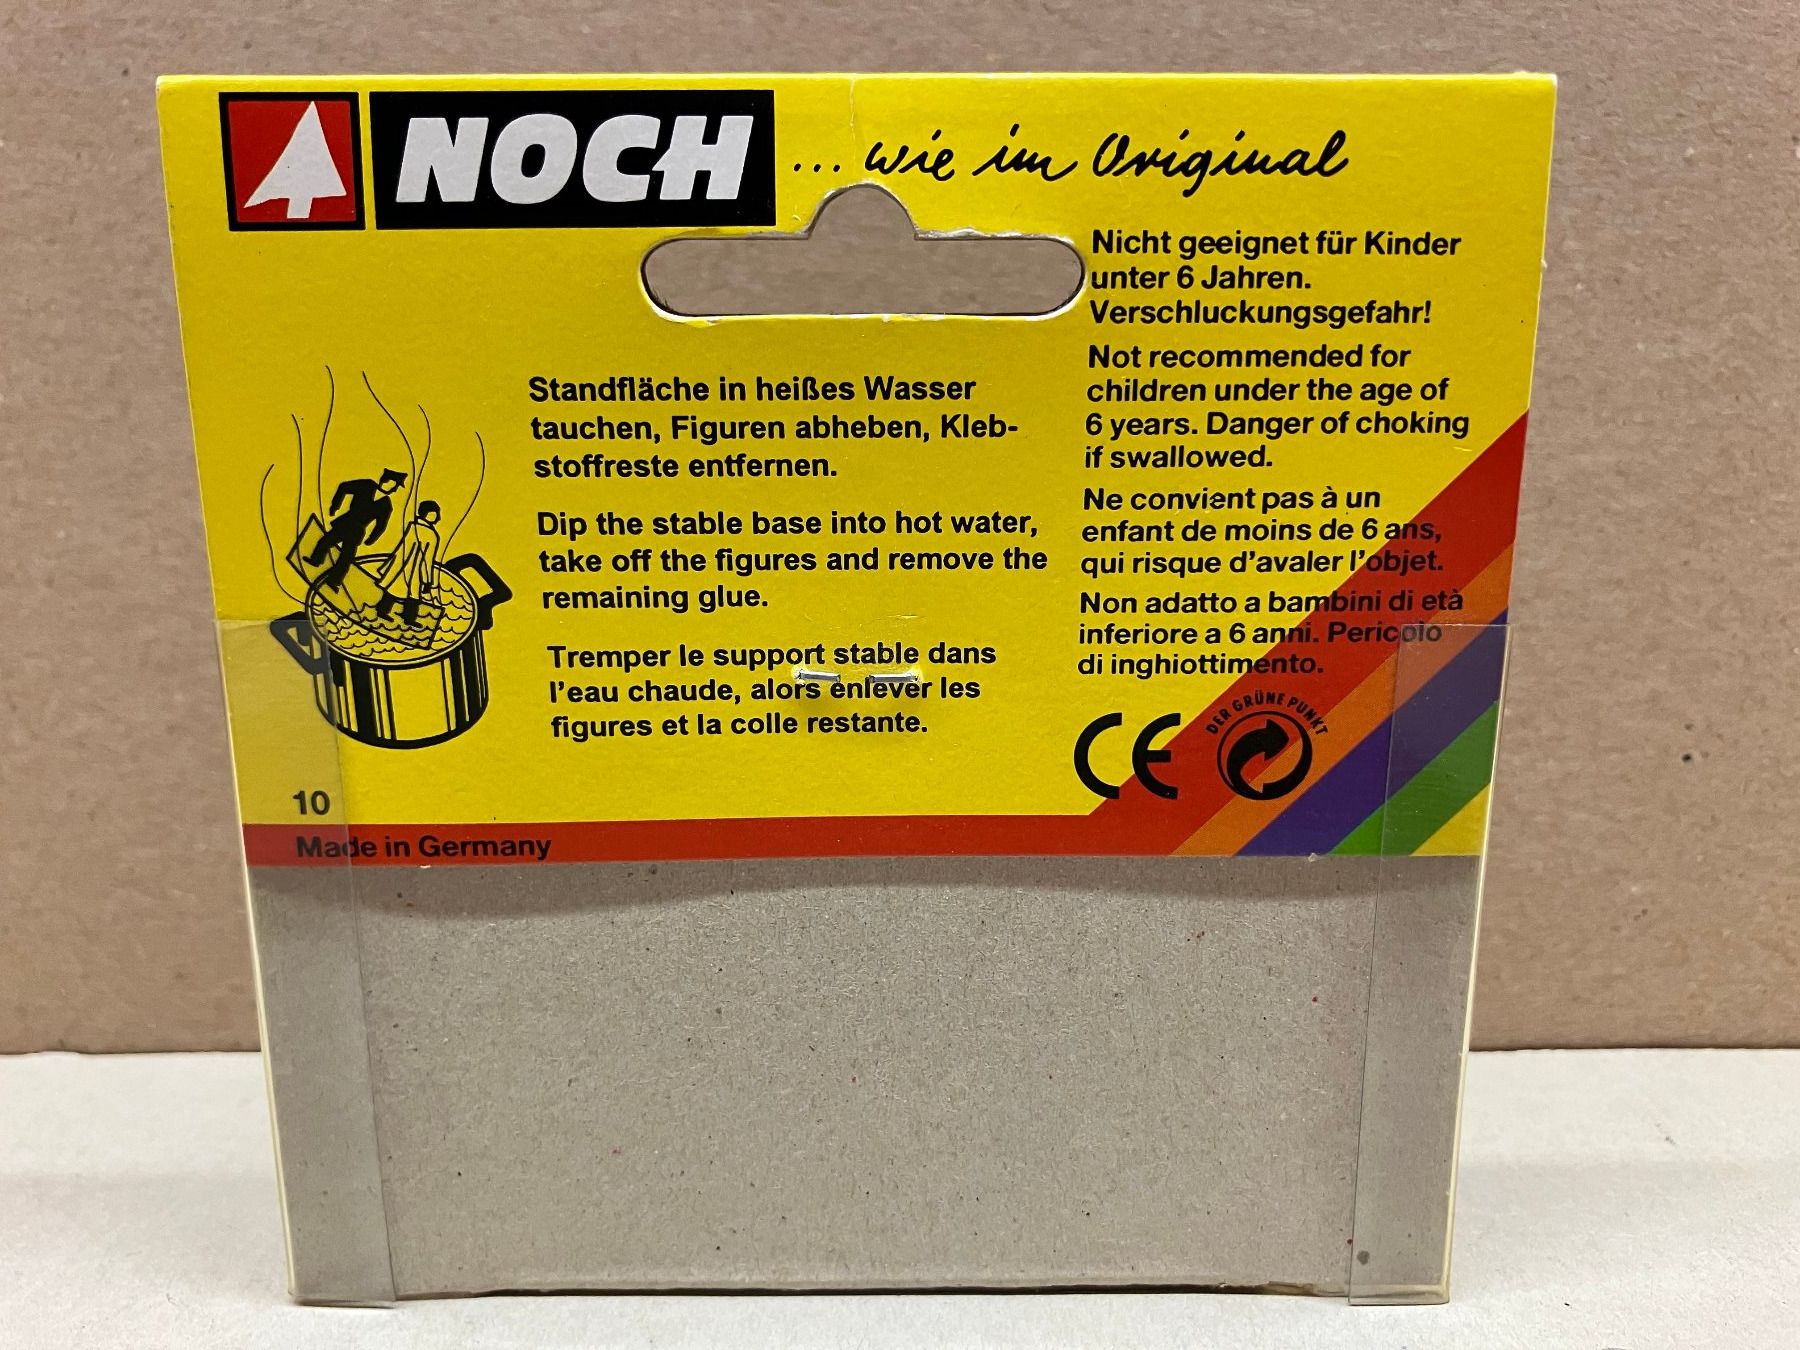 NOCH ... wie im Original
Nicht geeignet für Kinder
unter 6 Jahren.
Verschluckungsgefahr!
Not recommended for
children under the age of
6 years. Danger of choking
if swallowed.
Ne convient pas à un
enfant de moins de 6 ans,
qui risque d'avaler l'objet.
Non adatto a bambini di età
inferiore a 6 anni. Pericolo
di inghiottimento.
Standfläche in heißes Wasser
tauchen, Figuren abheben, Kleb-
stoffreste entfernen.
Dip the stable base into hot water,
take off the figures and remove the
remaining glue.
Tremper le support stable dans
l'eau chaude, alors enlever les
figures et la colle restante.
CE
DER GRÜNE PUNKT
10
Made in Germany